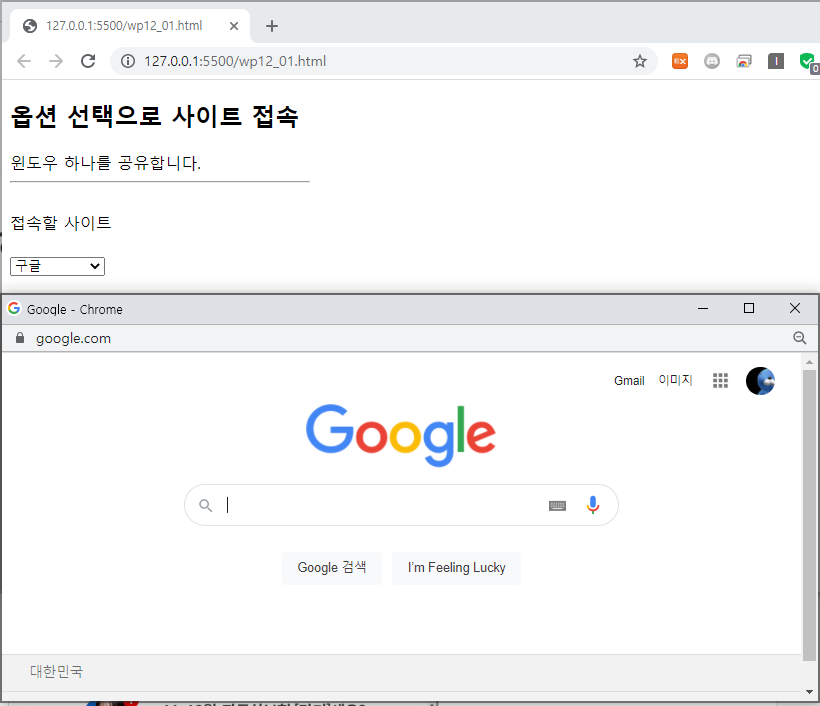 127.0.0.1:5500/wp12_01.html
127.0.0.1:5500/wp12_01.html
EX
I
0
옵션 선택으로 사이트 접속
윈도우 하나를 공유합니다.
접속할 사이트
구글
Google - Chrome
google.com
Gmail 이미지
Google
Google 검색 I'm Feeling Lucky
대한민국